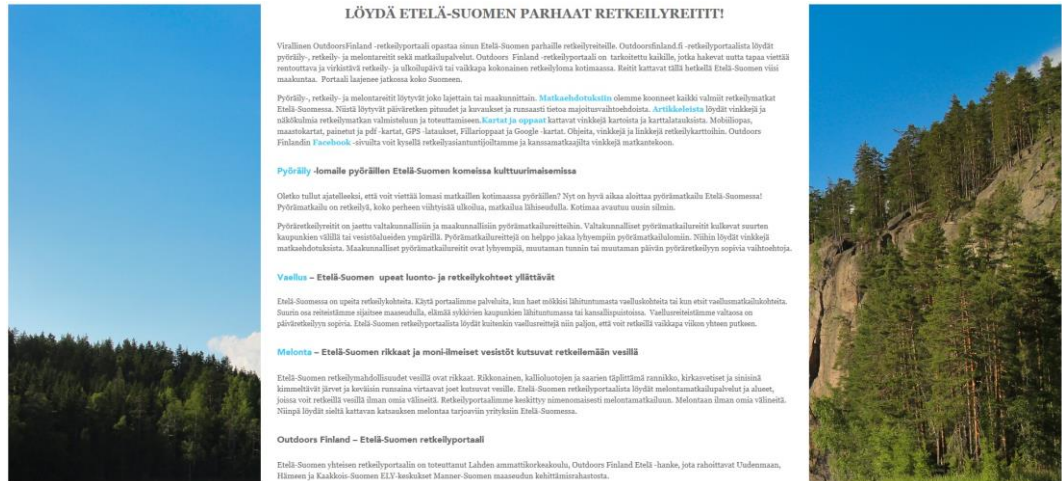 LÖYDÄ ETELÄ-SUOMEN PARHAAT RETKEILYREITIT!
Virallinen OutdoorsFinland -retkeilyportaali opastaa sinun Etelä-Suomen parhaille retkeilyreiteille. Outdoorsfinland.fi -retkeilyportaalista löydät
pyöräily-, retkeily- ja melontareitit sekä matkailupalvelut. Outdoors Finland -retkeilyportaali on tarkoitettu kaikille, jotka hakevat uutta tapaa viettää
rentouttava ja virkistävä retkeily- ja ulkoilupäivä tai vaikkapa kokonainen retkeilyloma kotimaassa. Reitit kattavat tällä hetkellä Etelä-Suomen viisi
maakuntaa. Portaali laajenee jatkossa koko Suomeen.
Pyöräily-, retkeily- ja melontareitit löytyvät joko lajettain tai maakunnittain. Matkaehdotuksiin olemme koonneet kaikki valmiit retkeilymatkat
Etelä-Suomessa. Niistä löytyvät päiväretken pituudet ja kuvaukset ja runsaasti tietoa majoitusvaihtoehdoista. Artikkeleista löydät vinkkejä ja
näkökulmia retkeilymatkan valmisteluun ja toteuttamiseen.Kartat ja oppaat kattavat vinkkejä kartoista ja karttalatauksista. Mobiiliopas,
maastokartat, painetut ja pdf -kartat, GPS -lataukset, Fillarioppaat ja Google -kartat. Ohjeita, vinkkejä ja linkkejä retkeilykarttoihin. Outdoors
Finlandin Facebook -sivuilta voit kysellä retkeilyasiantuntijoiltamme ja kanssamatkaajilta vinkkejä matkantekoon.
Pyöräily -lomalle pyöräillen Etelä-Suomen komeissa kulttuurimaisemissa
Oletko tullut ajatelleeksi, että voit viettää lomasi matkaillen kotimaassa pyöräillen? Nyt on hyvä aikaa aloittaa pyörämatkailu Etelä-Suomessa!
Pyörämatkailu on retkeilyä, koko perheen viihtyisää ulkoilua, matkailua lähiseudulla. Kotimaa avautuu uusin silmin.
Pyöräretkeilyreitit on jaettu valtakunnallisiin ja maakunnallisiin pyörämatkailureitteihin. Valtakunnalliset pyörämatkailureitit kulkevat suurten
kaupunkien välillä tai vesistöalueiden ympärillä. Pyörämatkailureittejä on helppo jakaa lyhyempiin pyörämatkailulomiin. Niihin löydät vinkkejä
matkaehdotuksista. Maakunnalliset pyörämatkailureitit ovat lyhyempiä, muutaman tunnin tai muutaman päivän pyöräretkeilyyn sopivia vaihtoehtoja.
Vaellus – Etelä-Suomen upeat luonto- ja retkeilykohteet yllättävät
Etelä-Suomessa on upeita retkeilykohteita. Käytä portaalimme palveluita, kun haet mökkisi lähituntumasta vaelluskohteita tai kun etsit vaellusmatkailukohteita.
Suurin osa reiteistämme sijaitsee maaseudulla, elämää sykkivien kaupunkien lähituntumassa tai kansallispuistoissa. Vaellusreiteistämme valtaosa on
päiväretkeilyyn sopivia. Etelä-Suomen retkeilyportaalista löydät kuitenkin vaellusreittejä niin paljon, että voit retkeillä vaikkapa viikon yhteen putkeen.
Melonta – Etelä-Suomen rikkaat ja moni-ilmeiset vesistöt kutsuvat retkeilemään vesillä
Etelä-Suomen retkeilymahdollisuudet vesillä ovat rikkaat. Rikkonainen, kallioluotojen ja saarien täplittämä rannikko, kirkasvetiset ja sinisinä
kimmeltävät järvet ja keväisin runsaina virtaavat joet kutsuvat vesille. Etelä-Suomen retkeilyportaalista löydät melontamatkailupalvelut ja alueet,
joissa voit retkeillä vesillä ilman omia välineitä. Retkeilyportaalimme keskittyy nimenomaisesti melontamatkailuun. Melontaan ilman omia välineitä.
Niinpä löydät sieltä kattavan katsauksen melontaa tarjoaviin yrityksiin Etelä-Suomessa.
Outdoors Finland – Etelä-Suomen retkeilyportaali
Etelä-Suomen yhteisen retkeilyportaalin on toteuttanut Lahden ammattikorkeakoulu, Outdoors Finland Etelä -hanke, jota rahoittavat Uudenmaan,
Hämeen ja Kaakkois-Suomen ELY-keskukset Manner-Suomen maaseudun kehittämisrahastosta.